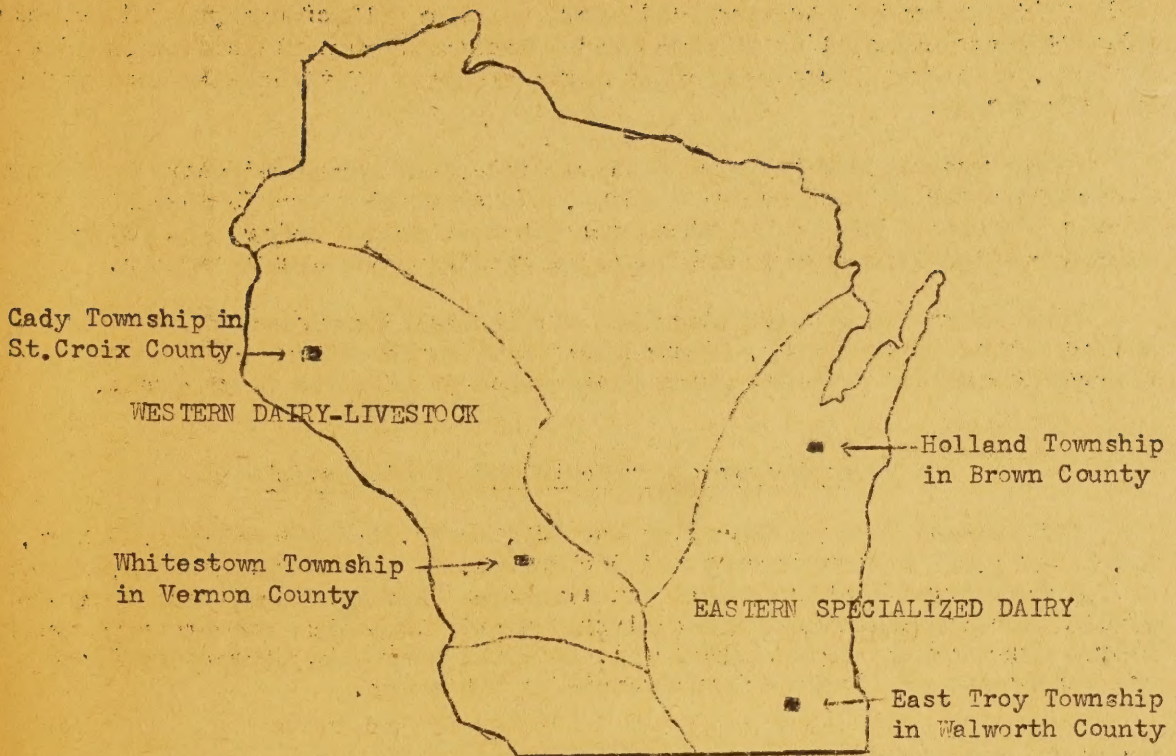 Cady Township in
St.Croix County
WESTERN DAIRY-LIVESTOCK
Holland Township
in Brown County
Whitestown Township
in Vernon County
EASTERN SPECIALIZED DAIRY
East Troy Township
in Walworth County